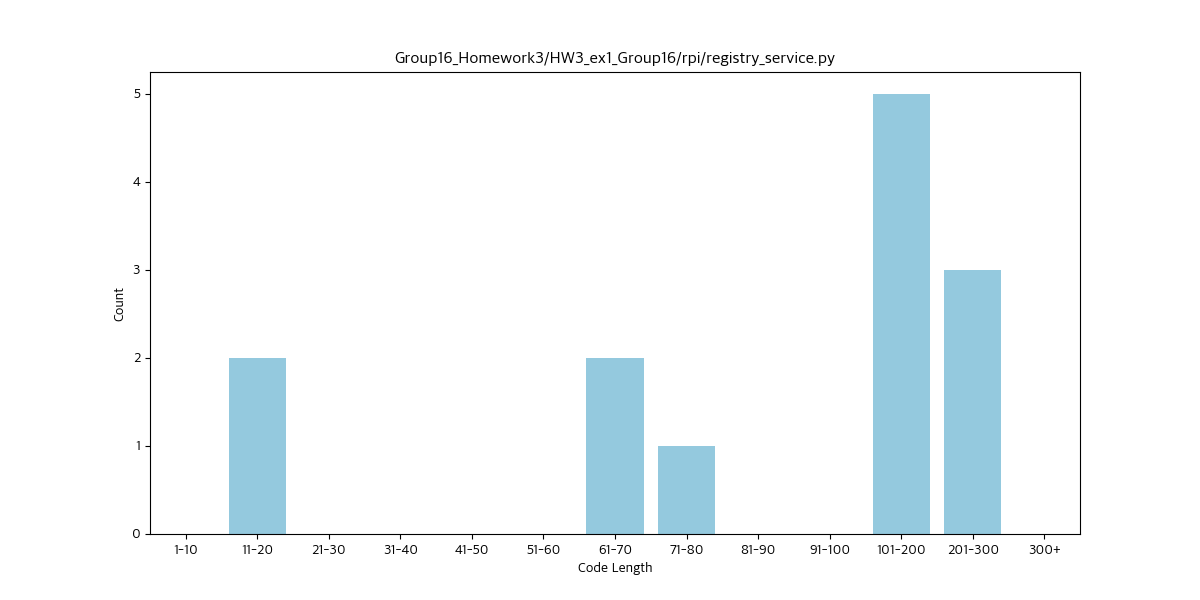 Group16_Homework3/HW3_ex1_Group16/rpi/registry_service.py
5
4
3
2
1
0
Count
1-10 11-20 21-30 31-40 41-50 51-60 61-70 71-80 81-90 91-100 101-200 201-300 300+
Code Length